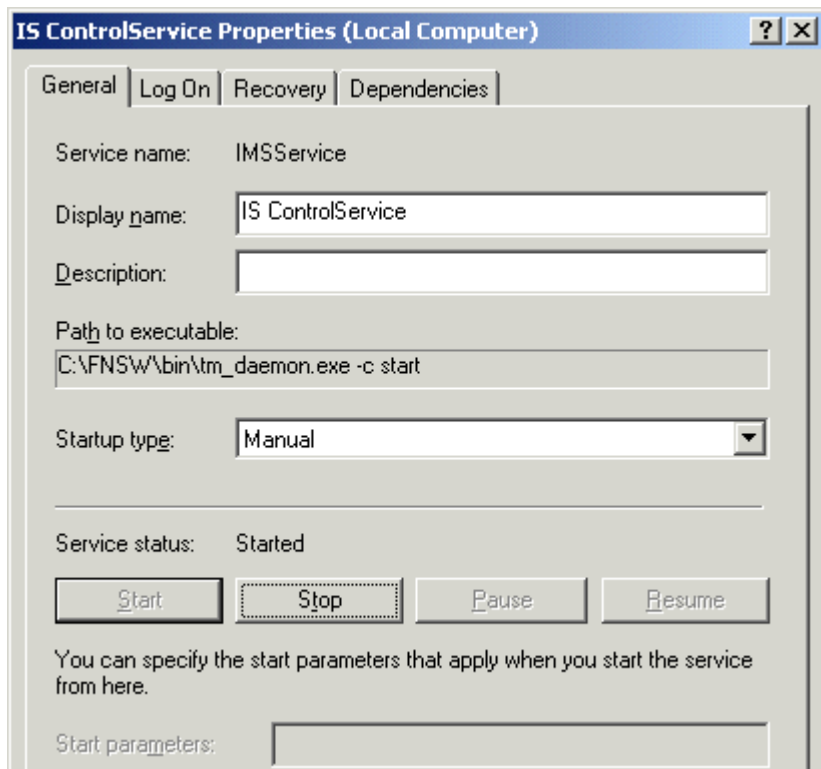 IS ControlService Properties (Local Computer)
General Log On Recovery Dependencies
Service name: IMSService
Display name: IS ControlService
Description:
Path to executable:
C:\FNSW\bin\tm_daemon.exe -c start
Startup type: Manual
Service status: Started
Start Stop Pause Resume
You can specify the start parameters that apply when you start the service
from here.
Start parameters: